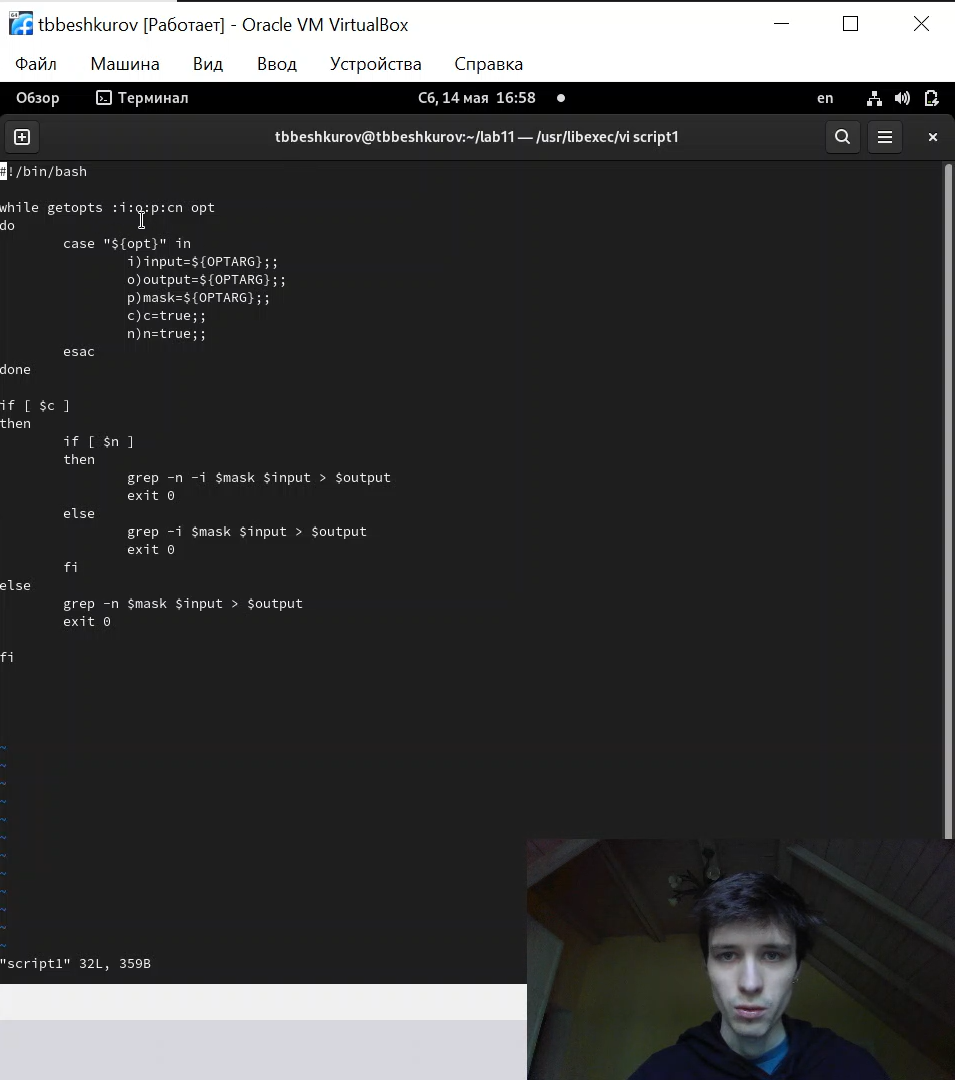 tbbeshkurov [Работает] - Oracle VM VirtualBox
Файл Машина Вид Ввод Устройства Справка
Обзор Терминал Сб, 14 мая 16:58 en
tbbeshkurov@tbbeshkurov:~/lab11 — /usr/libexec/vi script1
#!/bin/bash
while getopts :i:o:p:cn opt
do
case "${opt}" in
i)input=${OPTARG};;
o)output=${OPTARG};;
p)mask=${OPTARG};;
c)c=true;;
n)n=true;;
esac
done
if [ $c ]
then
if [ $n ]
then
grep -n -i $mask $input > $output
exit 0
else
grep -i $mask $input > $output
exit 0
fi
else
grep -n $mask $input > $output
exit 0
fi
~
~
~
~
~
~
~
~
~
~
~
~
"script1" 32L, 359B